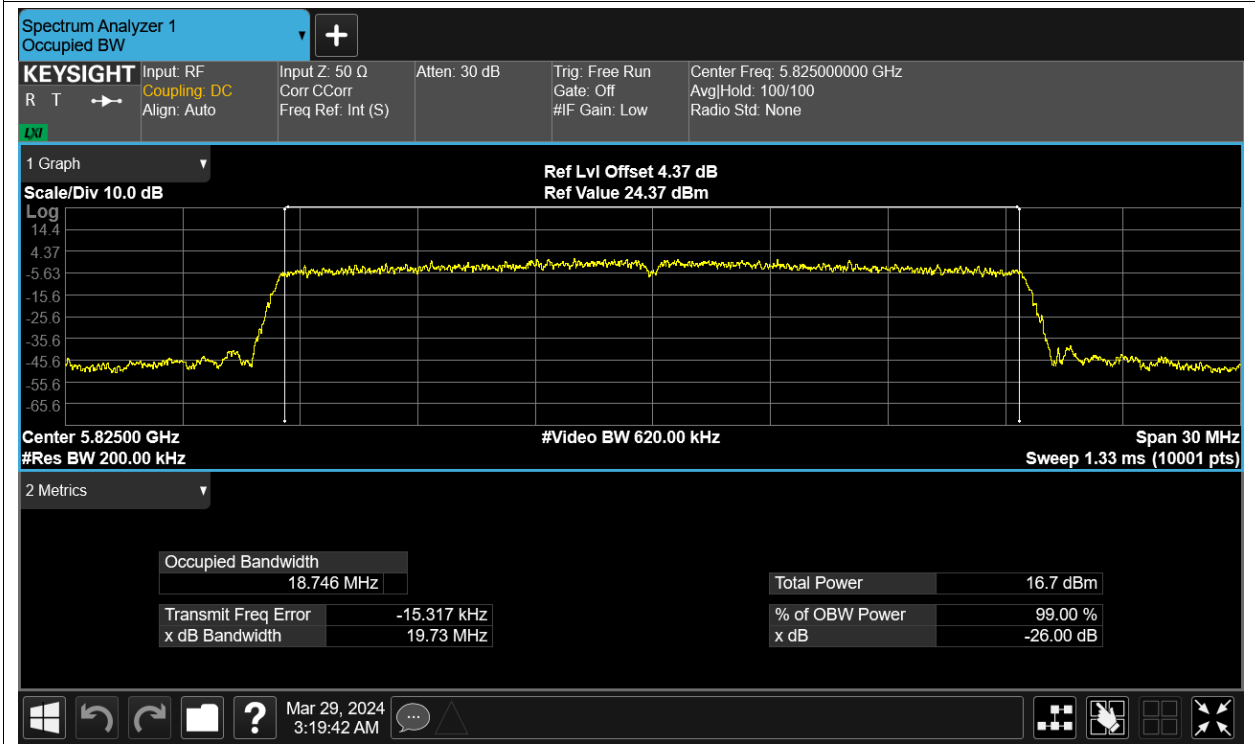 Spectrum Analyzer 1
Occupied BW
KEYSIGHT
R T
LXI
Input: RF
Coupling: DC
Align: Auto
Input Z: 50 Ω
Corr CCorr
Freq Ref: Int (S)
Atten: 30 dB
Trig: Free Run
Gate: Off
#IF Gain: Low
Center Freq: 5.825000000 GHz
Avg|Hold: 100/100
Radio Std: None
1 Graph
Scale/Div 10.0 dB
Ref Lvl Offset 4.37 dB
Ref Value 24.37 dBm
Log
14.4
4.37
-5.63
-15.6
-25.6
-35.6
-45.6
-55.6
-65.6
Center 5.82500 GHz
#Video BW 620.00 kHz
Span 30 MHz
#Res BW 200.00 kHz
Sweep 1.33 ms (10001 pts)
2 Metrics
Occupied Bandwidth
18.746 MHz
Transmit Freq Error -15.317 kHz
x dB Bandwidth 19.73 MHz
Total Power 16.7 dBm
% of OBW Power 99.00 %
x dB -26.00 dB
?
Mar 29, 2024
3:19:42 AM